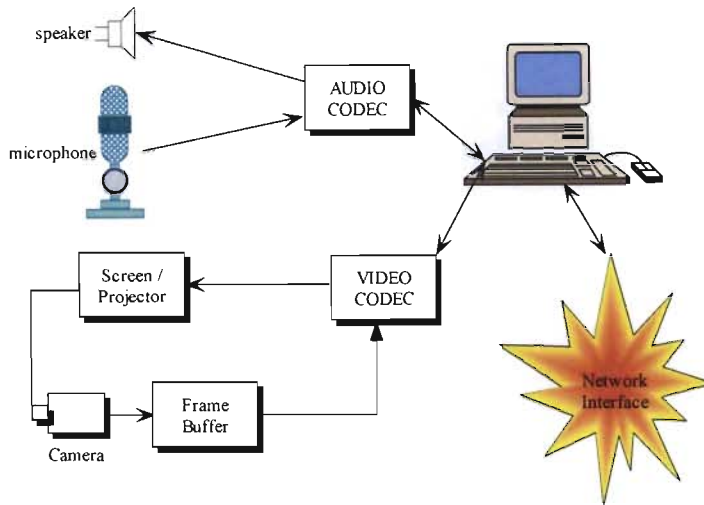 speaker
AUDIO
CODEC
microphone
Screen /
Projector
VIDEO
CODEC
Network
Interface
Frame
Buffer
Camera